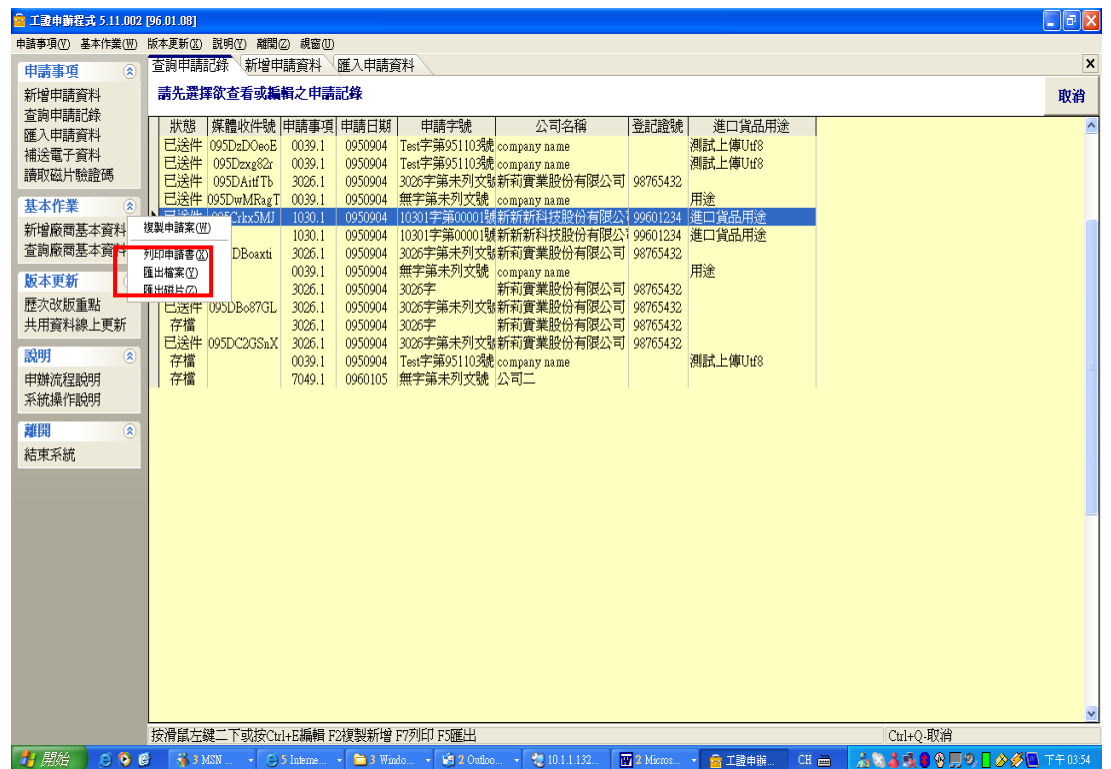 工證申辦程式 5.11.002 [96.01.08]
申請事項(V) 基本作業(W) 版本更新(X) 說明(Y) 離開(Z) 視窗(U)
申請事項
新增申請資料
查詢申請記錄
匯入申請資料
補送電子資料
讀取磁片驗證碼
基本作業
新增廠商基本資料
查詢廠商基本資料
版本更新
歷次改版重點
共用資料線上更新
說明
申辦流程說明
系統操作說明
離開
結束系統
查詢申請記錄 新增申請資料 匯入申請資料
請先選擇欲查看或編輯之申請記錄 取消
狀態 媒體收件號 申請事項 申請日期 申請字號 公司名稱 登記證號 進口貨品用途
已送件 095DzDOeoE 0039.1 0950904 Test字第951103號 company name 測試上傳Utf8
已送件 095Dzxg82r 0039.1 0950904 Test字第951103號 company name 測試上傳Utf8
已送件 095DAitfTb 3026.1 0950904 3026字第未列文號 新莉實業股份有限公司 98765432
已送件 095DwMRagT 0039.1 0950904 無字第未列文號 company name 用途
已送件 095Crkx5MJ 1030.1 0950904 10301字第00001號 新新新科技股份有限公司 99601234 進口貨品用途
1030.1 0950904 10301字第00001號 新新新科技股份有限公司 99601234 進口貨品用途
DBoaxti 3026.1 0950904 3026字第未列文號 新莉實業股份有限公司 98765432
0039.1 0950904 無字第未列文號 company name 用途
3026.1 0950904 3026字 新莉實業股份有限公司 98765432
已送件 095DBo87GL 3026.1 0950904 3026字第未列文號 新莉實業股份有限公司 98765432
存檔 3026.1 0950904 3026字 新莉實業股份有限公司 98765432
已送件 095DC2GSnX 3026.1 0950904 3026字第未列文號 新莉實業股份有限公司 98765432
存檔 0039.1 0950904 Test字第951103號 company name 測試上傳Utf8
存檔 7049.1 0960105 無字第未列文號 公司二
複製申請案(W)
列印申請書(X)
匯出檔案(Y)
匯出磁片(Z)
按滑鼠左鍵二下或按Ctrl+E編輯 F2複製新增 F7列印 F5匯出 Ctrl+Q-取消
開始 3 MSN ... 5 Interne... 3 Windo... 2 Outloo... 10.1.1.132... 2 Micros... 工證申辦... CH 下午 03:54